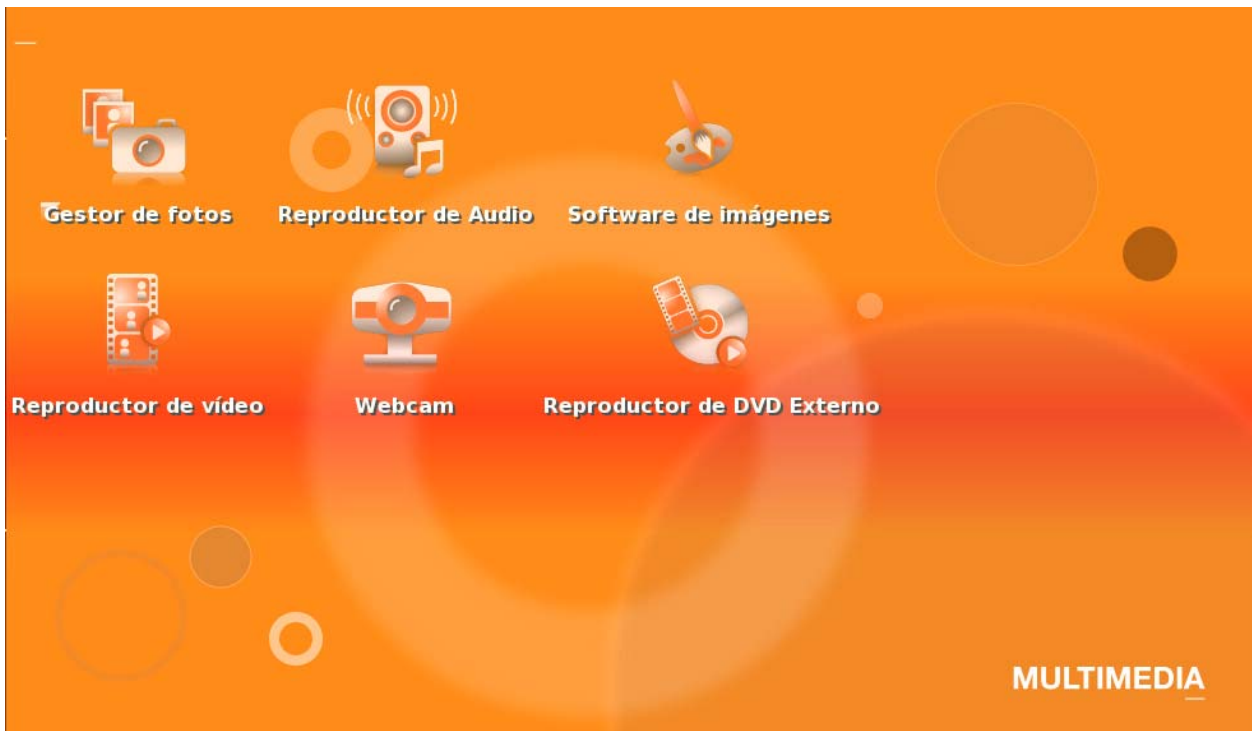 Gestor de fotos
Reproductor de Audio
Software de imágenes
Reproductor de vídeo
Webcam
Reproductor de DVD Externo
MULTIMEDIA